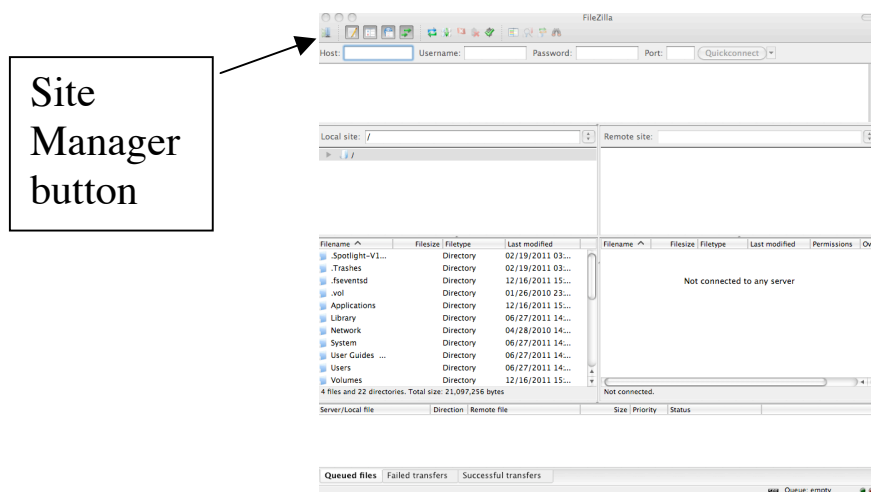 FileZilla
Site
Manager
button
Host: Username: Password: Port: Quickconnect
Local site: / Remote site:
/
Filename Filesize Filetype Last modified Filename Filesize Filetype Last modified Permissions Ov
.Spotlight-V1... Directory 02/19/2011 03:...
.Trashes Directory 02/19/2011 03:...
.fseventsd Directory 12/16/2011 15:...
Not connected to any server
.vol Directory 01/26/2010 23:...
Applications Directory 12/16/2011 15:...
Library Directory 06/27/2011 14:...
Network Directory 04/28/2010 14:...
System Directory 06/27/2011 14:...
User Guides ... Directory 06/27/2011 14:...
Users Directory 06/27/2011 14:...
Volumes Directory 12/16/2011 15:...
4 files and 22 directories. Total size: 21,097,256 bytes Not connected.
Server/Local file Direction Remote file Size Priority Status
Queued files Failed transfers Successful transfers
Queue: empty